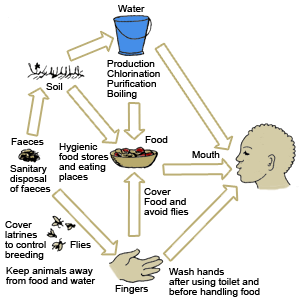 Water
Production
Chlorination
Purification
Boiling
Soil
Faeces
Sanitary
disposal
of faeces
Hygienic
food stores
and eating
places
Food
Mouth
Cover
Food and
avoid flies
Cover
latrines
to control
breeding
Flies
Keep animals away
from food and water
Fingers
Wash hands
after using toilet and
before handling food